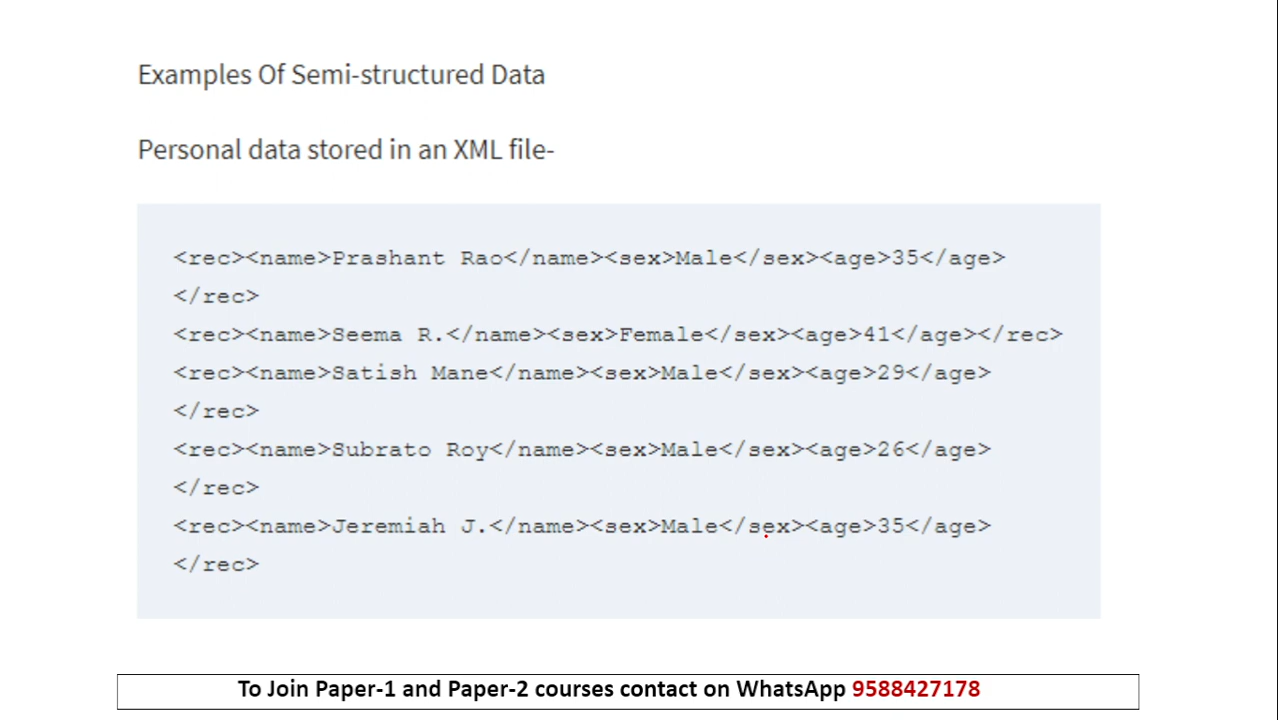 Examples Of Semi-structured Data
Personal data stored in an XML file-
<rec><name>Prashant Rao</name><sex>Male</sex><age>35</age>
</rec>
<rec><name>Seema R.</name><sex>Female</sex><age>41</age></rec>
<rec><name>Satish Mane</name><sex>Male</sex><age>29</age>
</rec>
<rec><name>Subrato Roy</name><sex>Male</sex><age>26</age>
</rec>
<rec><name>Jeremiah J.</name><sex>Male</sex><age>35</age>
</rec>
To Join Paper-1 and Paper-2 courses contact on WhatsApp 9588427178